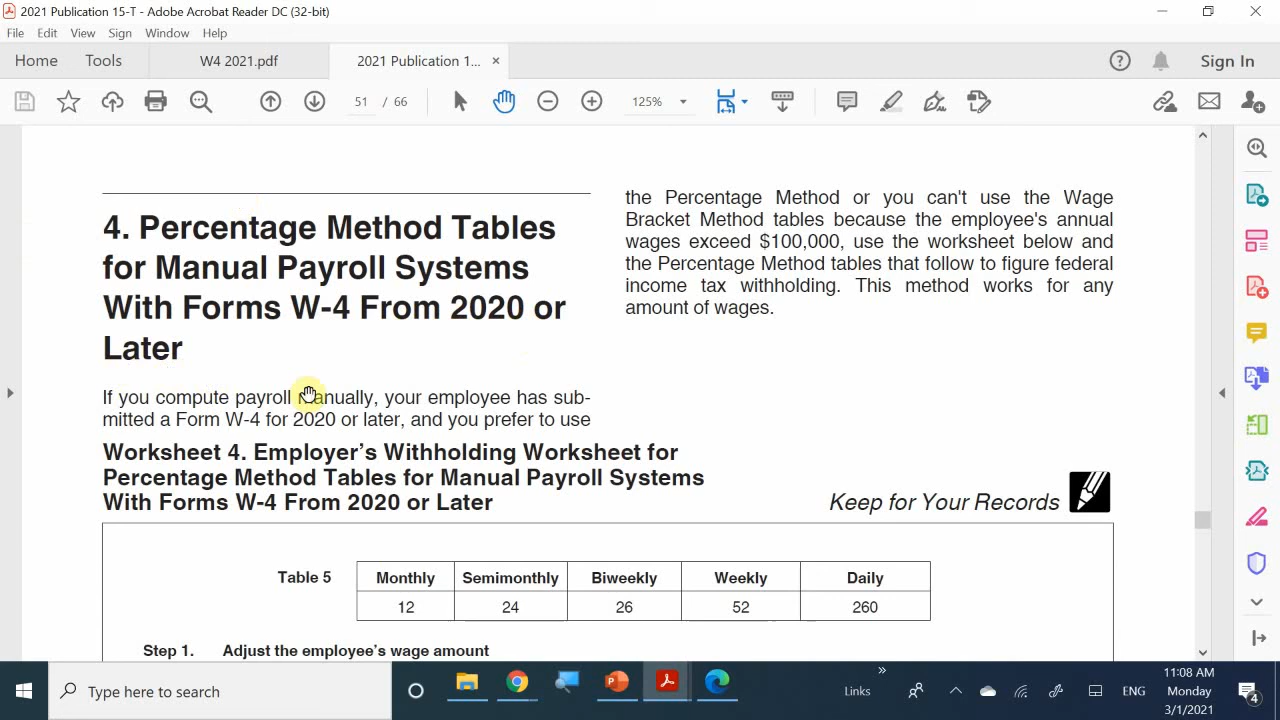 2021 Publication 15-T - Adobe Acrobat Reader DC (32-bit)
File Edit View Sign Window Help
Home Tools W4 2021.pdf 2021 Publication 1... × Sign In
51 / 66 125%
4. Percentage Method Tables
for Manual Payroll Systems
With Forms W-4 From 2020 or
Later
If you compute payroll manually, your employee has sub-
mitted a Form W-4 for 2020 or later, and you prefer to use
the Percentage Method or you can't use the Wage
Bracket Method tables because the employee's annual
wages exceed $100,000, use the worksheet below and
the Percentage Method tables that follow to figure federal
income tax withholding. This method works for any
amount of wages.
Worksheet 4. Employer's Withholding Worksheet for
Percentage Method Tables for Manual Payroll Systems
With Forms W-4 From 2020 or Later
Keep for Your Records
Table 5 Monthly Semimonthly Biweekly Weekly Daily
12 24 26 52 260
Step 1. Adjust the employee's wage amount
Type here to search
Links
ENG
11:08 AM
Monday
3/1/2021
4